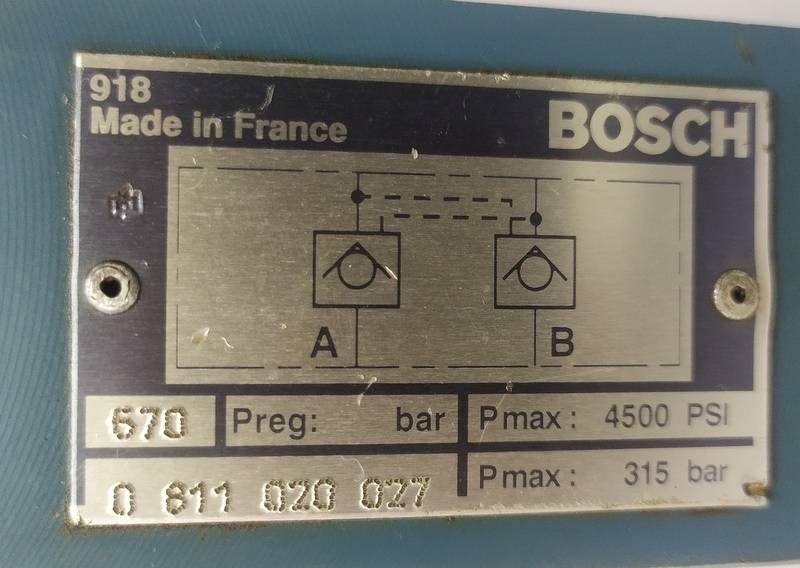 918
Made in France
BOSCH
A
B
670
Preg: bar
Pmax: 4500 PSI
0 811 020 027
Pmax: 315 bar